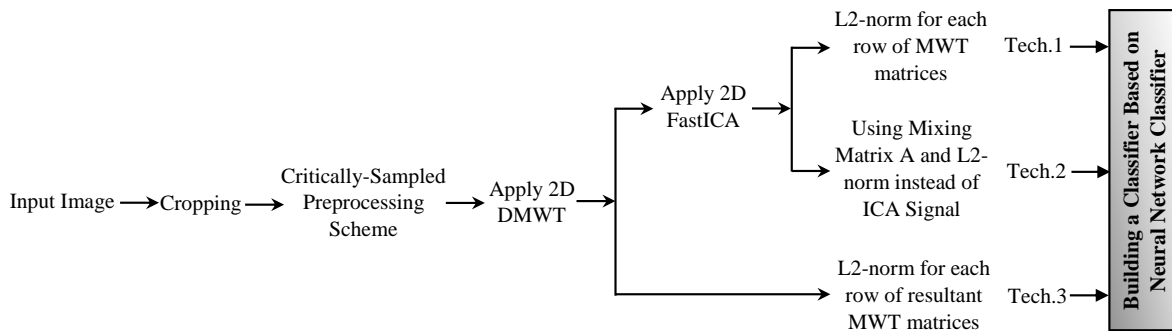 Input Image
Cropping
Critically-Sampled
Preprocessing
Scheme
Apply 2D
DMWT
Apply 2D
FastICA
L2-norm for each
row of MWT
matrices
Tech.1
Using Mixing
Matrix A and L2-
norm instead of
ICA Signal
Tech.2
L2-norm for each
row of resultant
MWT matrices
Tech.3
Building a Classifier Based on
Neural Network Classifier